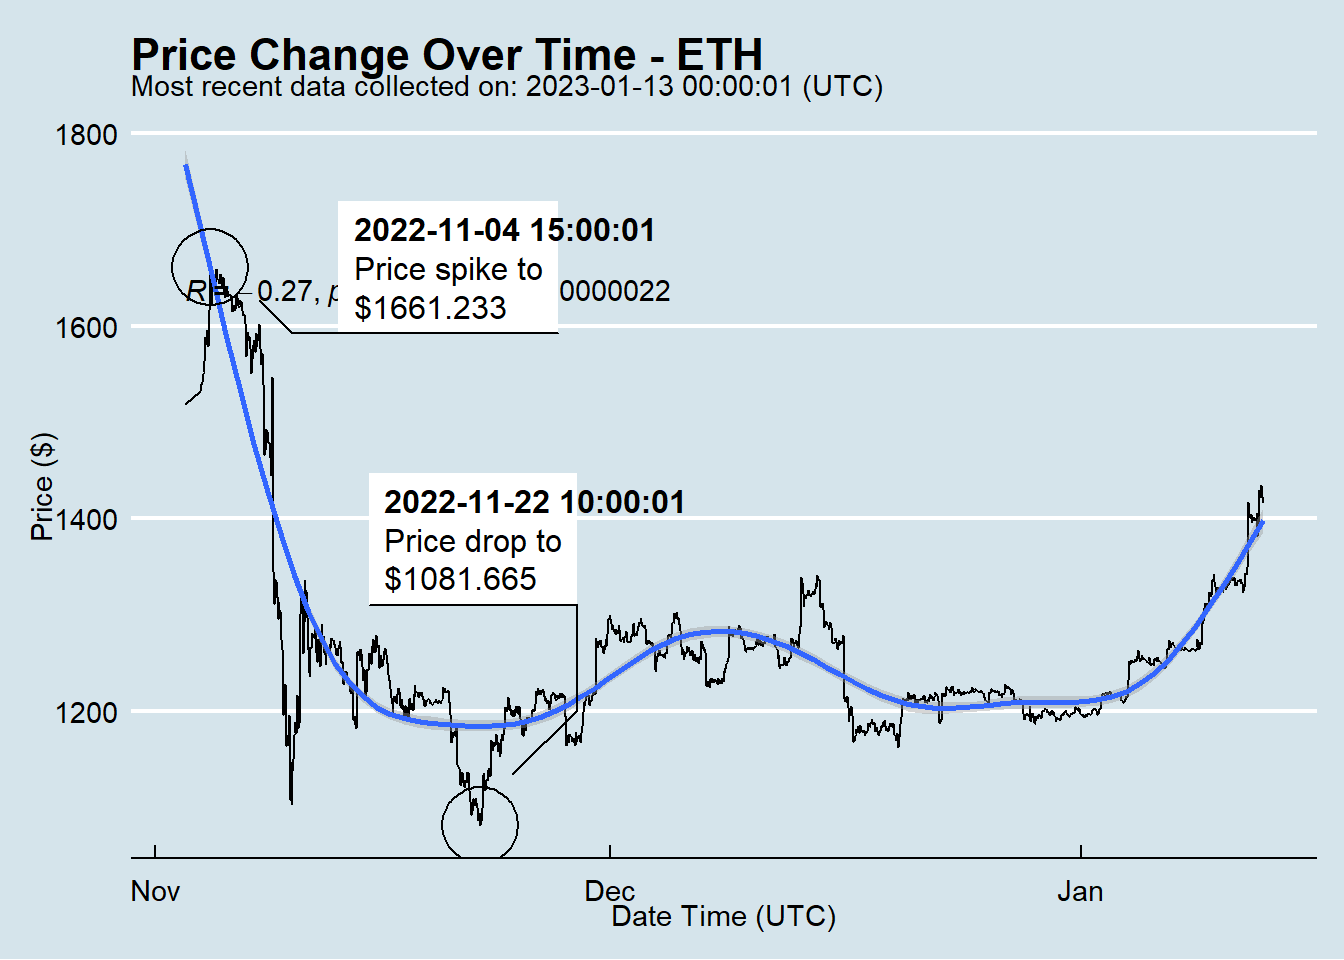 Price Change Over Time - ETH
Most recent data collected on: 2023-01-13 00:00:01 (UTC)
1800
2022-11-04 15:00:01
Price spike to
$1661.233
R = −0.27, p 0000022
1600
Price ($)
2022-11-22 10:00:01
Price drop to
$1081.665
1400
1200
Nov Dec Jan
Date Time (UTC)